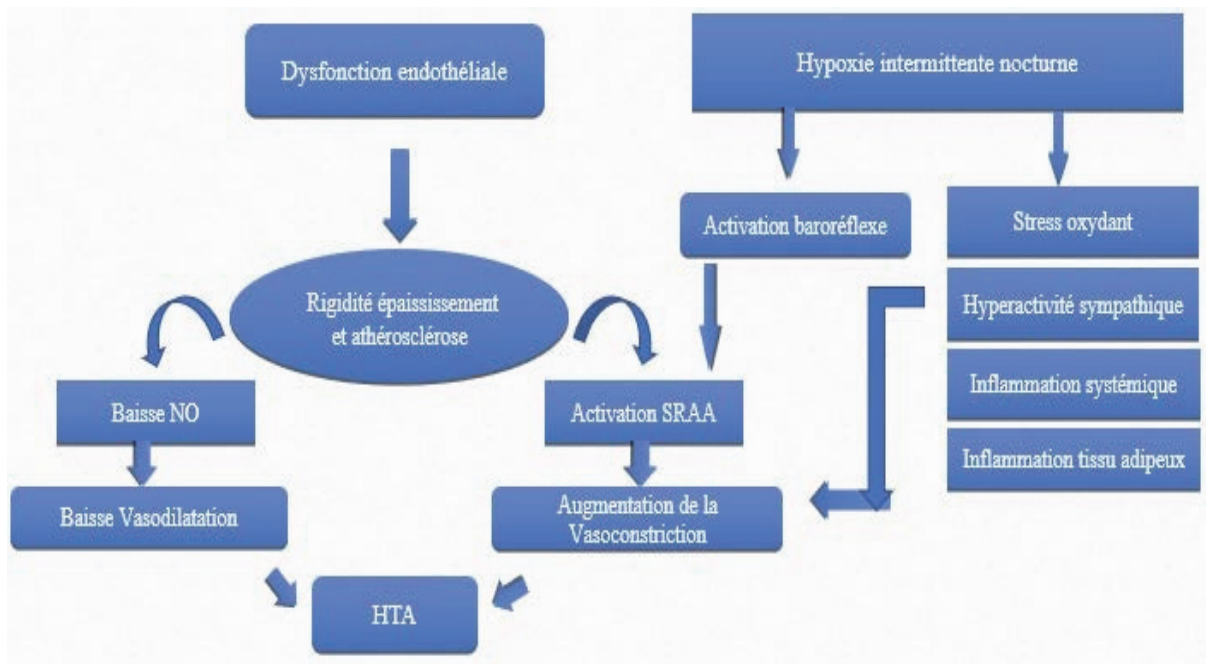 Dysfonction endothéliale
Hypoxie intermittente nocturne
Activation baroréflexe
Stress oxydant
Rigidité épaississement
et athérosclérose
Hyperactivité sympathique
Inflammation systémique
Baisse NO
Activation SRAA
Inflammation tissu adipeux
Baisse Vasodilatation
Augmentation de la
Vasoconstriction
HTA